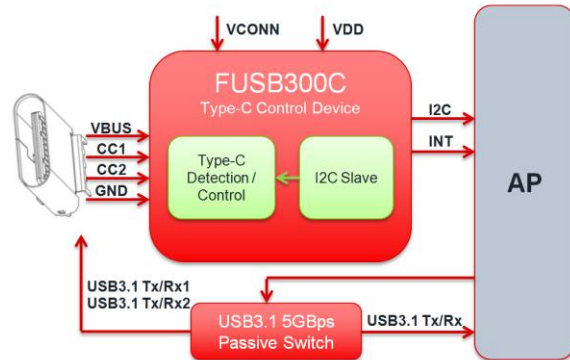 VCONN
VDD
FUSB300C
Type-C Control Device
VBUS
CC1
CC2
GND
Type-C
Detection /
Control
I2C Slave
I2C
INT
AP
USB3.1 Tx/Rx1
USB3.1 Tx/Rx2
USB3.1 5GBps
Passive Switch
USB3.1 Tx/Rx